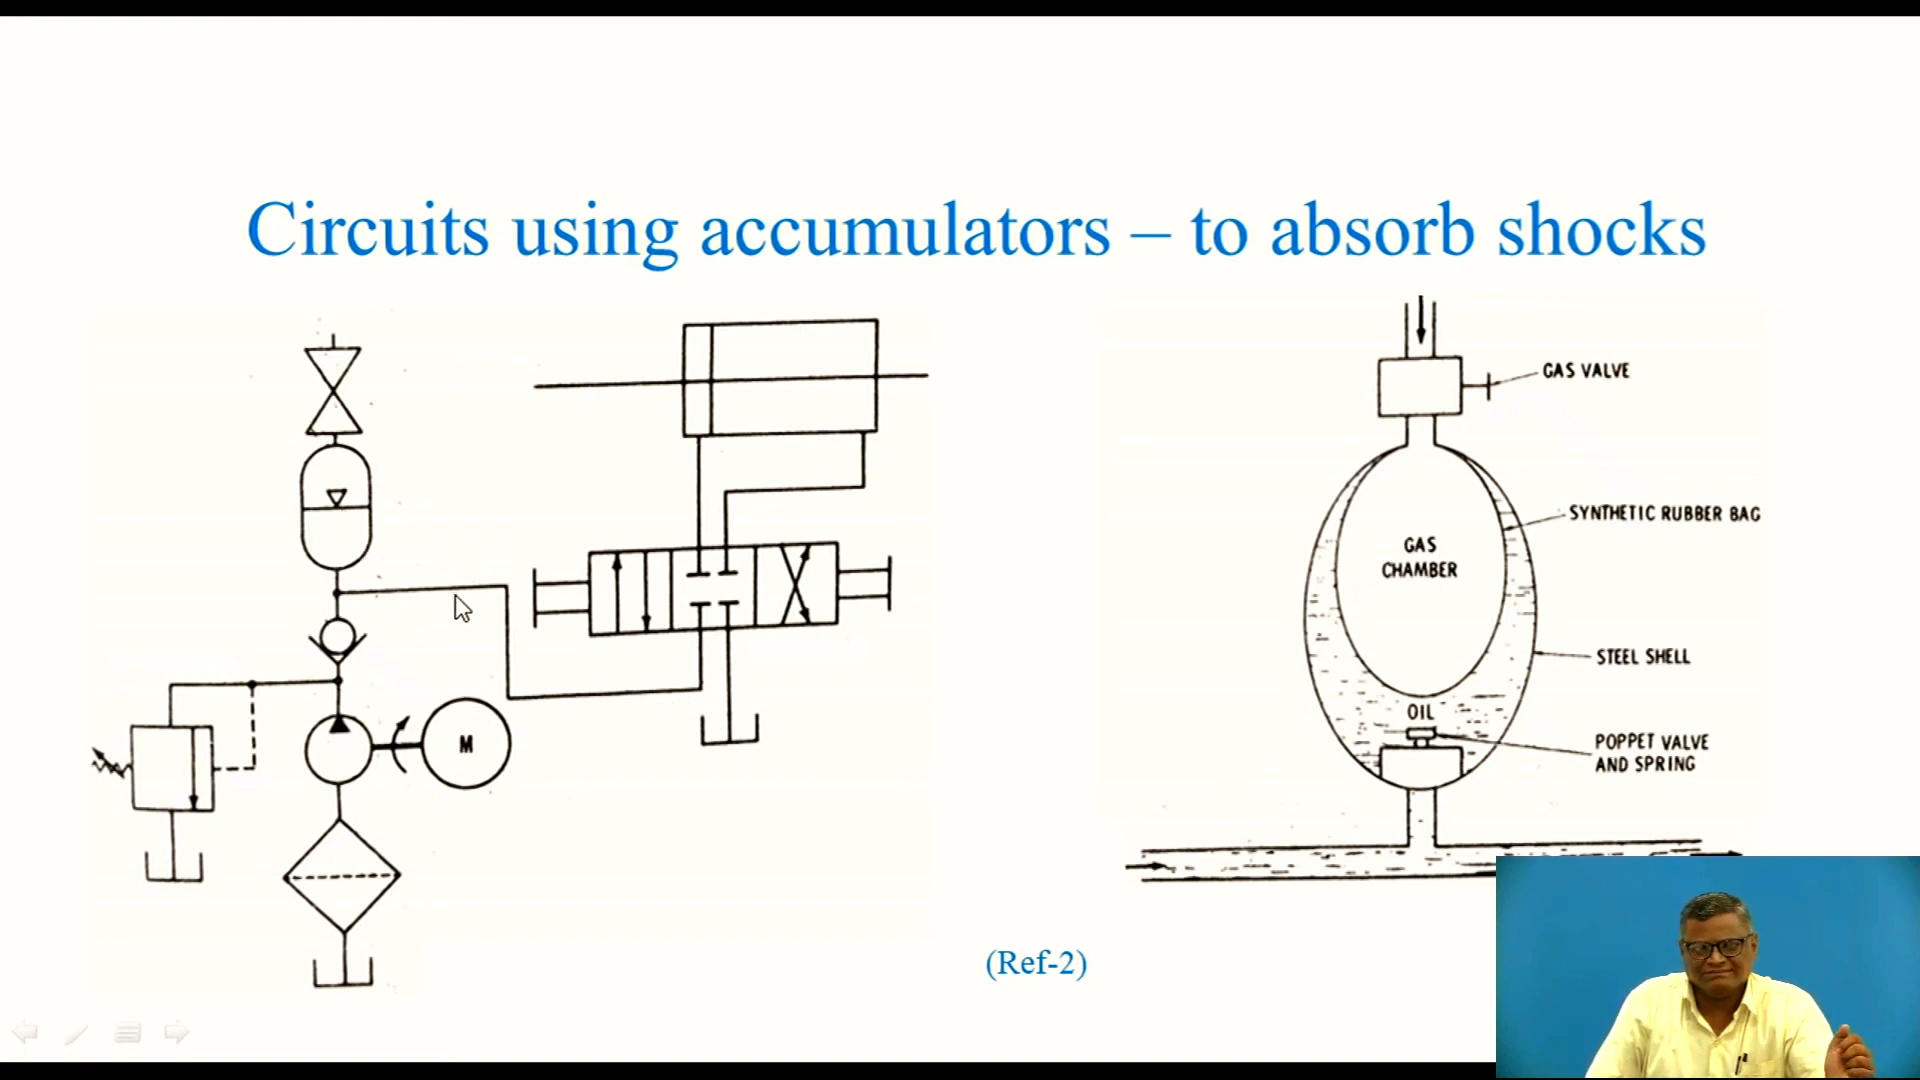 Circuits using accumulators – to absorb shocks
M
GAS VALVE
SYNTHETIC RUBBER BAG
GAS
CHAMBER
STEEL SHELL
OIL
POPPET VALVE
AND SPRING
(Ref-2)